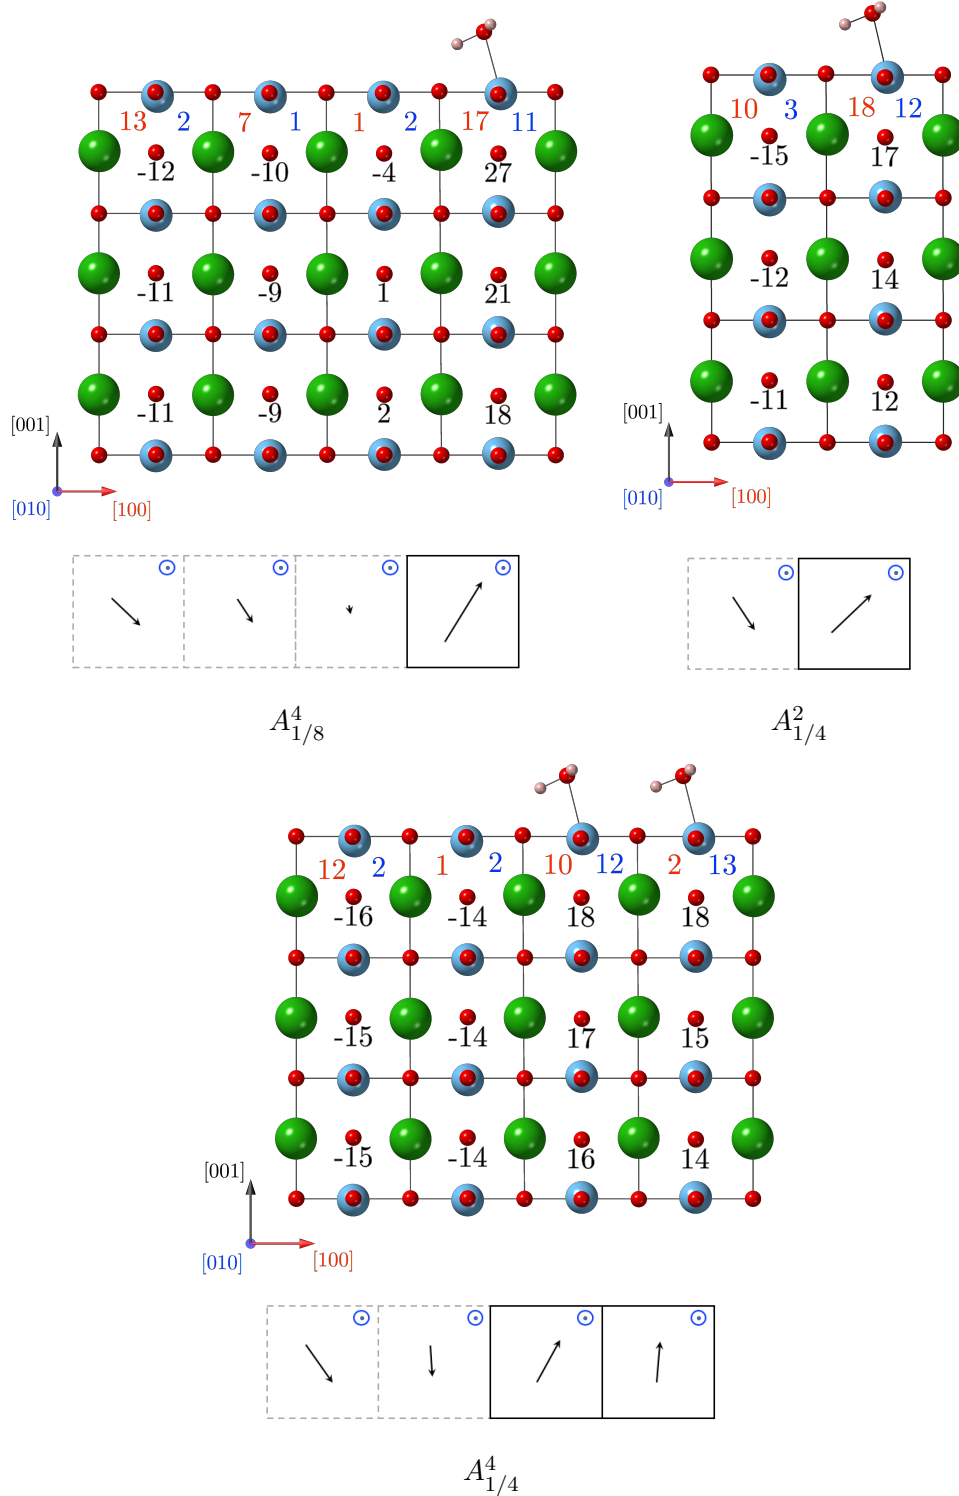 13 2 7 1 1 2 17 11
-12 -10 -4 27
-11 -9 1 21
-11 -9 2 18
[001]
[010] [100]
A^4_{1/8}
10 3 18 12
-15 17
-12 14
-11 12
[001]
[010] [100]
A^2_{1/4}
12 2 1 2 10 12 2 13
-16 -14 18 18
-15 -14 17 15
-15 -14 16 14
[001]
[010] [100]
A^4_{1/4}